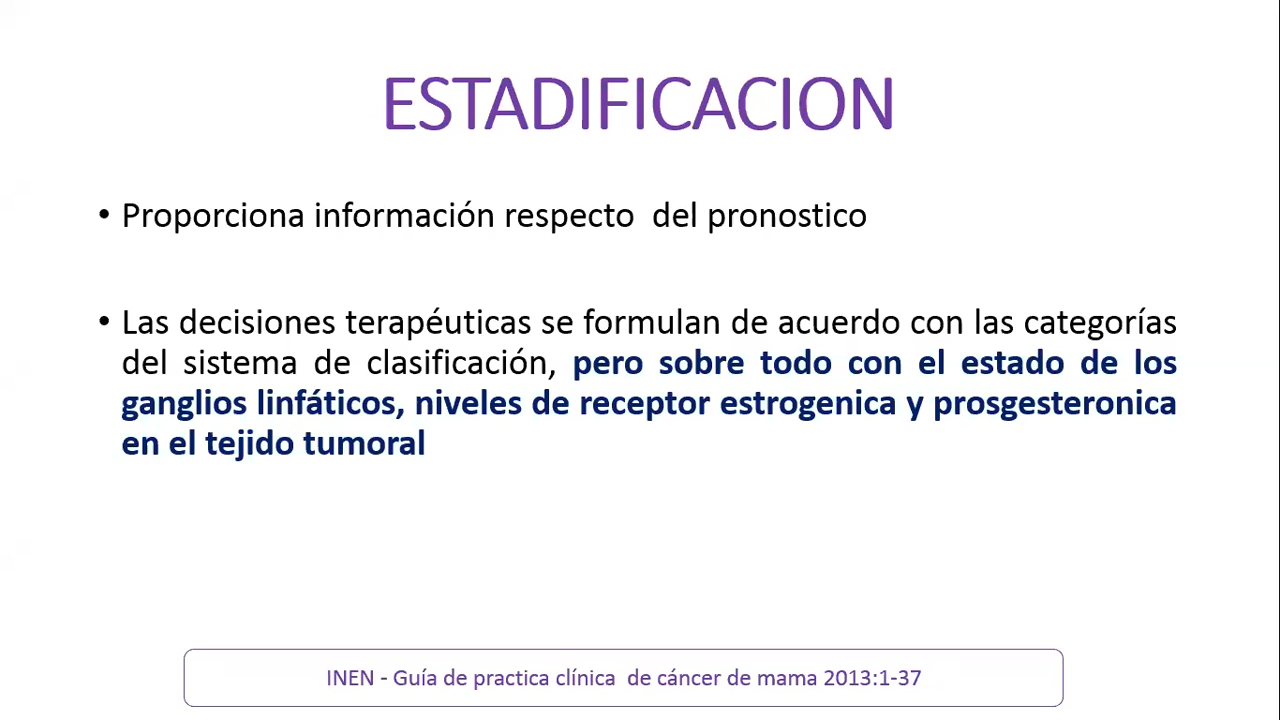 ESTADIFICACION
• Proporciona información respecto  del pronostico
• Las decisiones terapéuticas se formulan de acuerdo con las categorías
del sistema de clasificación, pero sobre todo con el estado de los
ganglios linfáticos, niveles de receptor estrogenica y prosgesteronica
en el tejido tumoral
INEN - Guía de practica clínica  de cáncer de mama 2013:1-37